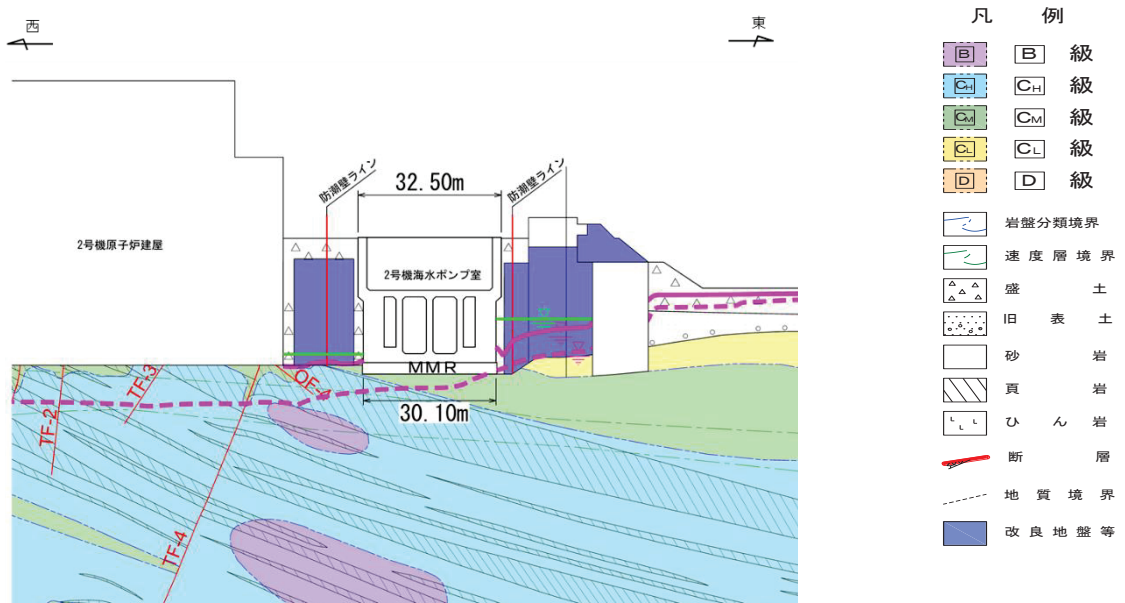 西
東
防潮壁ライン
32.50m
防潮壁ライン
2号機原子炉建屋
2号機海水ポンプ室
MMR
30.10m
TF-2
TF-3
OF-4
TF-4
凡 例
B B 級
CH CH 級
CM CM 級
CL CL 級
D D 級
岩盤分類境界
速度層境界
盛土
旧表土
砂岩
頁岩
ひん岩
断層
地質境界
改良地盤等